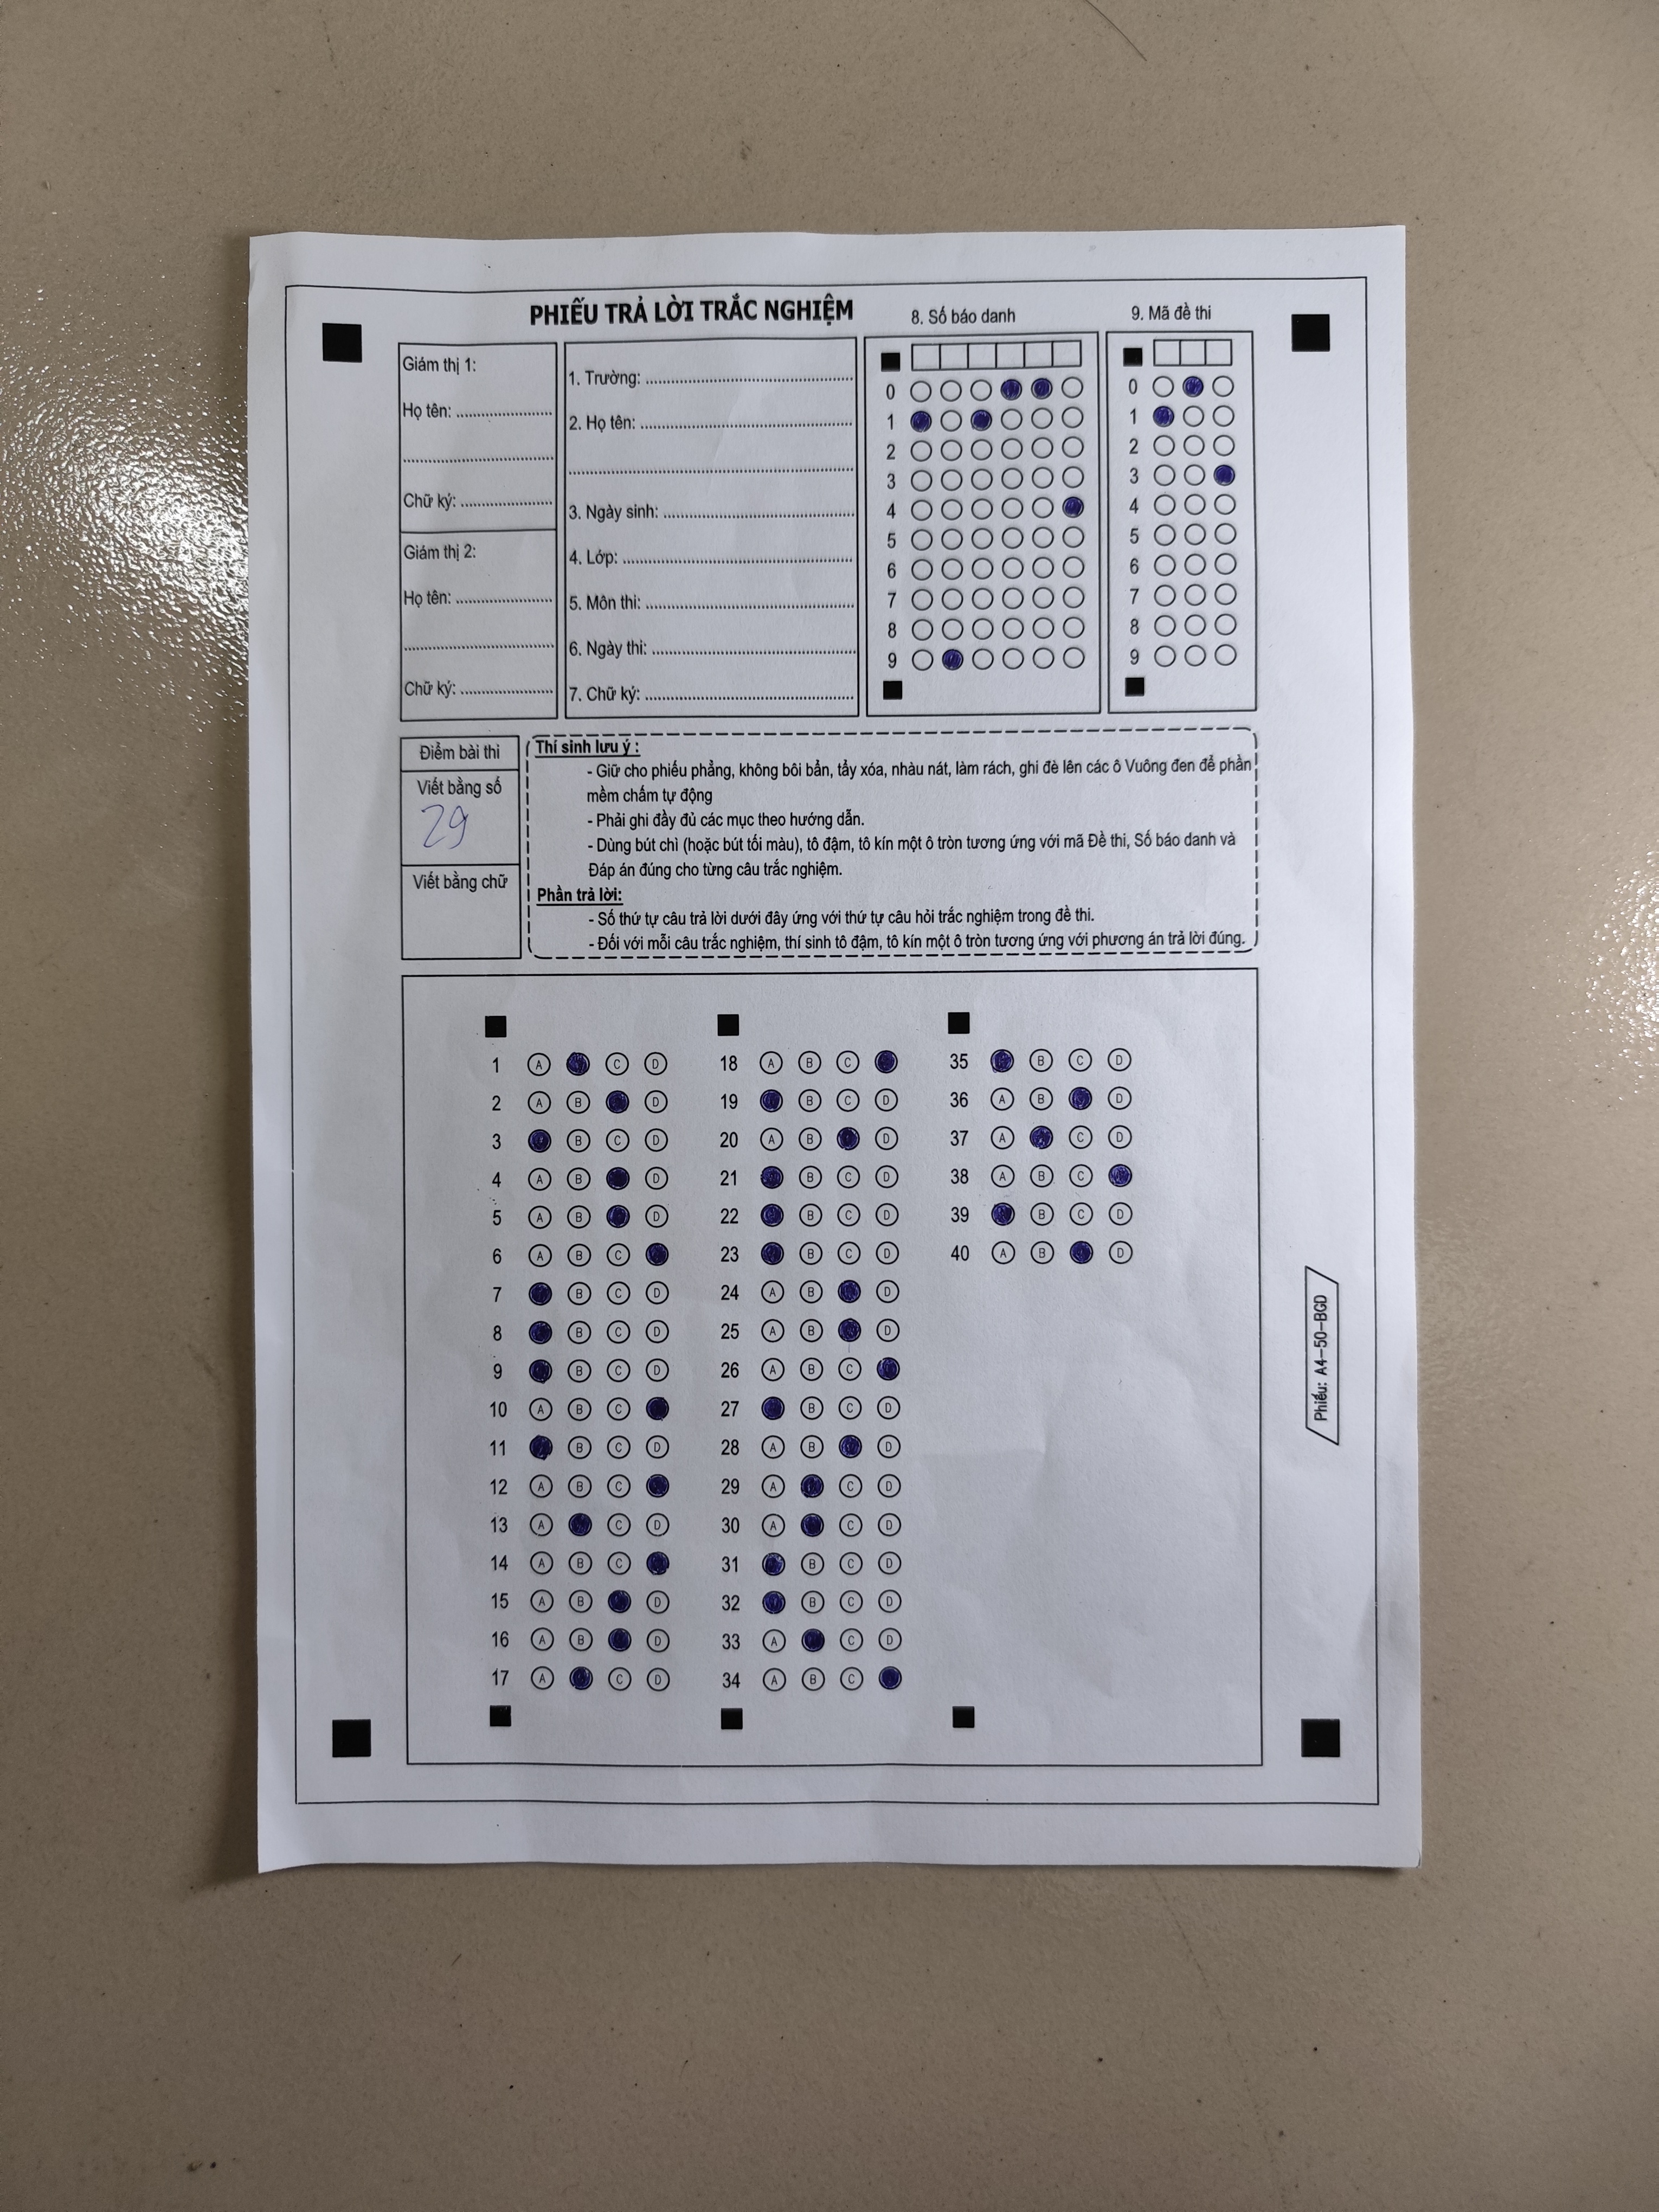 PHIẾU TRẢ LỜI TRẮC NGHIỆM
8. Số báo danh
9. Mã đề thi
Giám thị 1:
Họ tên: ......................
...................................
Chữ ký: .....................
Giám thị 2:
Họ tên: ......................
...................................
Chữ ký: .....................
1. Trường: ................................................
2. Họ tên: .................................................
.................................................................
3. Ngày sinh: ............................................
4. Lớp: .....................................................
5. Môn thi: ...............................................
6. Ngày thi: ..............................................
7. Chữ ký: ................................................
0
1
2
3
4
5
6
7
8
9
0
1
2
3
4
5
6
7
8
9
Điểm bài thi
Viết bằng số
29
Viết bằng chữ
Thí sinh lưu ý :
- Giữ cho phiếu phẳng, không bôi bẩn, tẩy xóa, nhàu nát, làm rách, ghi đè lên các ô Vuông đen để phần
mềm chấm tự động
- Phải ghi đầy đủ các mục theo hướng dẫn.
- Dùng bút chì (hoặc bút tối màu), tô đậm, tô kín một ô tròn tương ứng với mã Đề thi, Số báo danh và
Đáp án đúng cho từng câu trắc nghiệm.
Phần trả lời:
- Số thứ tự câu trả lời dưới đây ứng với thứ tự câu hỏi trắc nghiệm trong đề thi.
- Đối với mỗi câu trắc nghiệm, thí sinh tô đậm, tô kín một ô tròn tương ứng với phương án trả lời đúng.
1 A C D
2 A B D
3 B C D
4 A B D
5 A B D
6 A B C
7 B C D
8 B C D
9 B C D
10 A B C
11 B C D
12 A B C
13 A C D
14 A B C
15 A B D
16 A B D
17 A C D
18 A B C
19 B C D
20 A B D
21 B C D
22 B C D
23 B C D
24 A B D
25 A B D
26 A B C
27 B C D
28 A B D
29 A C D
30 A C D
31 B C D
32 B C D
33 A C D
34 A B C
35 B C D
36 A B D
37 A C D
38 A B C
39 B C D
40 A B D
Phiếu: A4-50-BGD